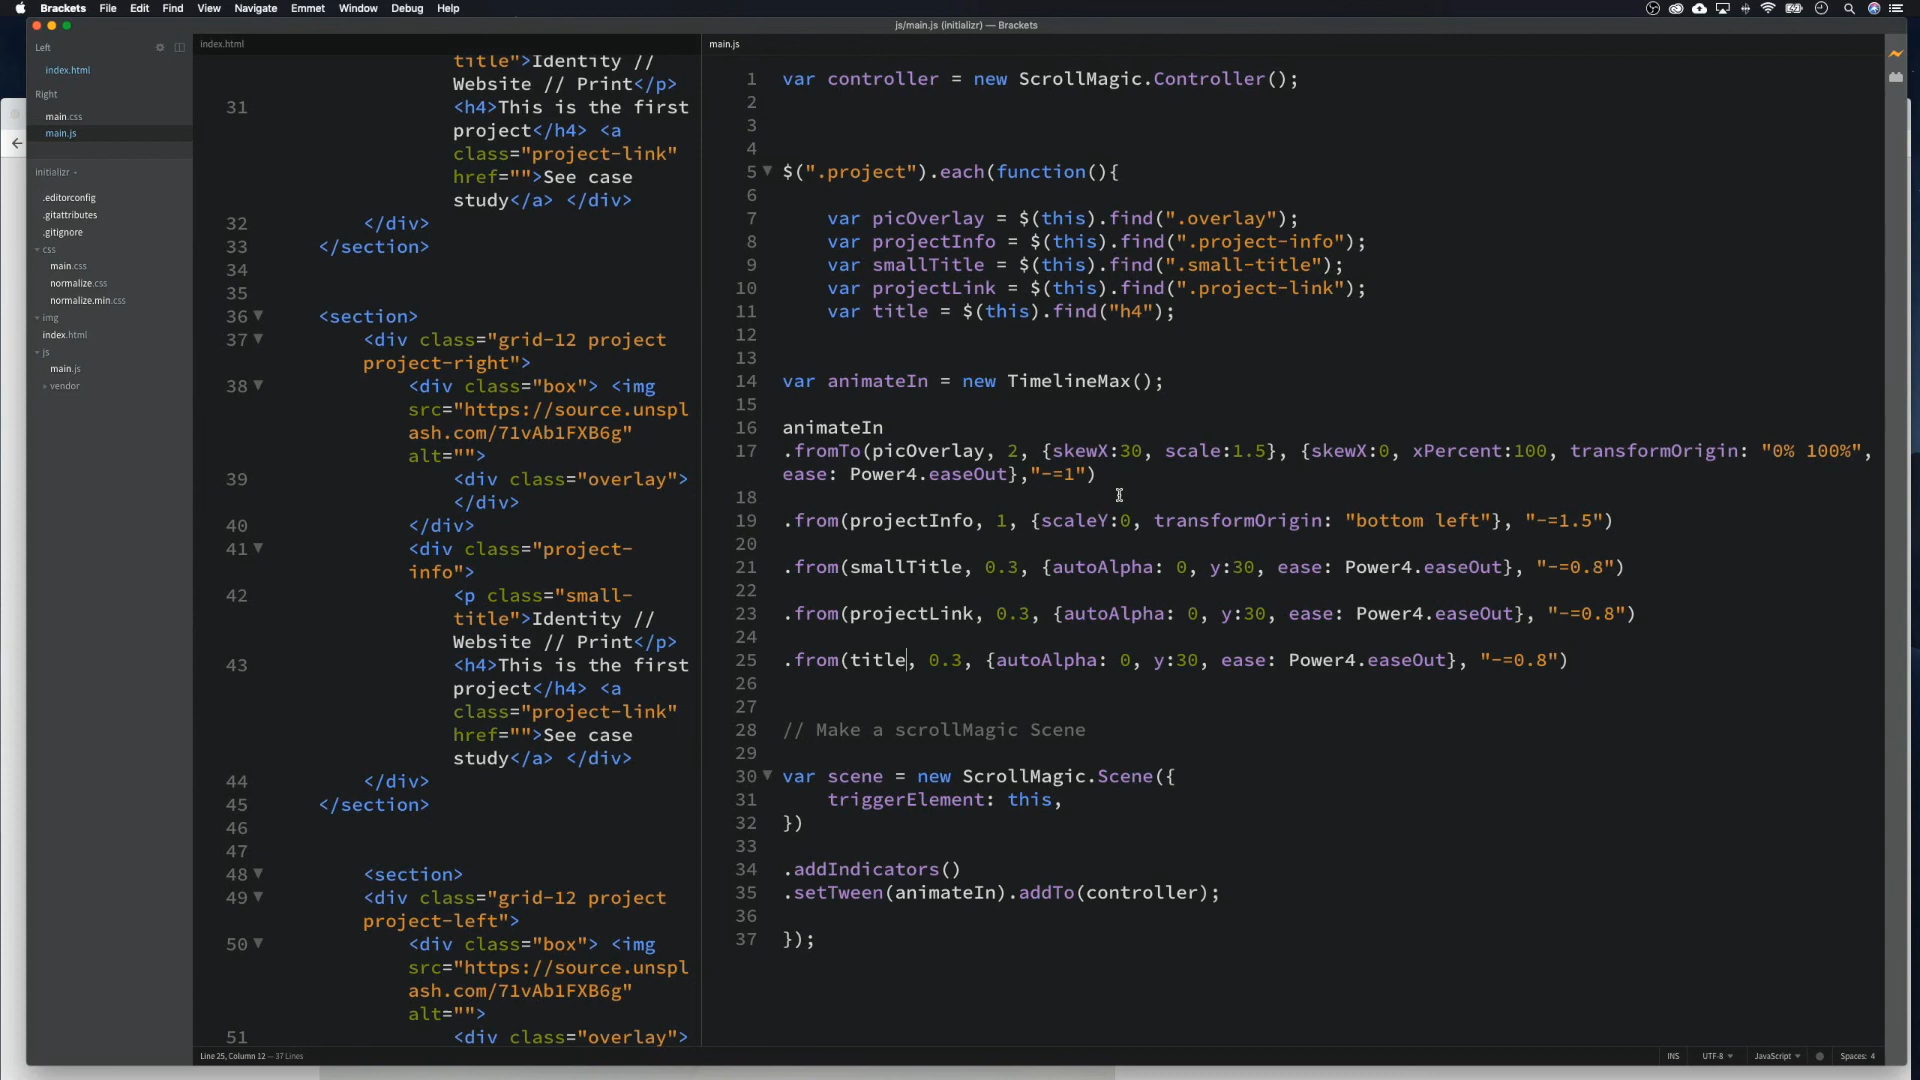 Brackets File Edit Find View Navigate Emmet Window Debug Help
js/main.js (initializr) — Brackets
Left
index.html
Right
main.css
main.js
initializr
.editorconfig
.gitattributes
.gitignore
css
main.css
normalize.css
normalize.min.css
img
index.html
js
main.js
vendor
index.html
title">Identity //
Website // Print</p>
31 <h4>This is the first
project</h4> <a
class="project-link"
href="">See case
study</a> </div>
32 </div>
33 </section>
34
35
36 <section>
37 <div class="grid-12 project
project-right">
38 <div class="box"> <img
src="https://source.unspl
ash.com/71vAb1FXB6g"
alt="">
39 <div class="overlay">
</div>
40 </div>
41 <div class="project-
info">
42 <p class="small-
title">Identity //
Website // Print</p>
43 <h4>This is the first
project</h4> <a
class="project-link"
href="">See case
study</a> </div>
44 </div>
45 </section>
46
47
48 <section>
49 <div class="grid-12 project
project-left">
50 <div class="box"> <img
src="https://source.unspl
ash.com/71vAb1FXB6g"
alt="">
51 <div class="overlay">
main.js
1 var controller = new ScrollMagic.Controller();
2
3
4
5 $(".project").each(function(){
6
7 var picOverlay = $(this).find(".overlay");
8 var projectInfo = $(this).find(".project-info");
9 var smallTitle = $(this).find(".small-title");
10 var projectLink = $(this).find(".project-link");
11 var title = $(this).find("h4");
12
13
14 var animateIn = new TimelineMax();
15
16 animateIn
17 .fromTo(picOverlay, 2, {skewX:30, scale:1.5}, {skewX:0, xPercent:100, transformOrigin: "0% 100%",
ease: Power4.easeOut},"-=1")
18
19 .from(projectInfo, 1, {scaleY:0, transformOrigin: "bottom left"}, "-=1.5")
20
21 .from(smallTitle, 0.3, {autoAlpha: 0, y:30, ease: Power4.easeOut}, "-=0.8")
22
23 .from(projectLink, 0.3, {autoAlpha: 0, y:30, ease: Power4.easeOut}, "-=0.8")
24
25 .from(title, 0.3, {autoAlpha: 0, y:30, ease: Power4.easeOut}, "-=0.8")
26
27
28 // Make a scrollMagic Scene
29
30 var scene = new ScrollMagic.Scene({
31 triggerElement: this,
32 })
33
34 .addIndicators()
35 .setTween(animateIn).addTo(controller);
36
37 });
Line 25, Column 12 — 37 Lines
INS UTF-8 JavaScript Spaces: 4